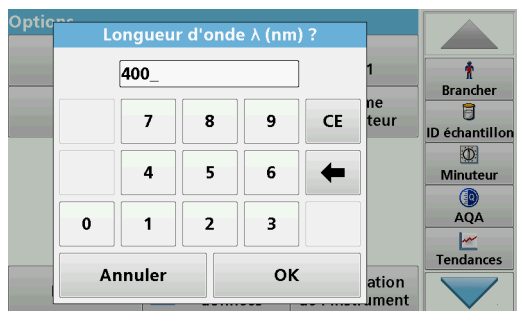 Options
Longueur d'onde λ (nm) ?
400_
7 8 9 CE
4 5 6
0 1 2 3
Annuler OK
1
Brancher
ID échantillon
Minuteur
AQA
Tendances